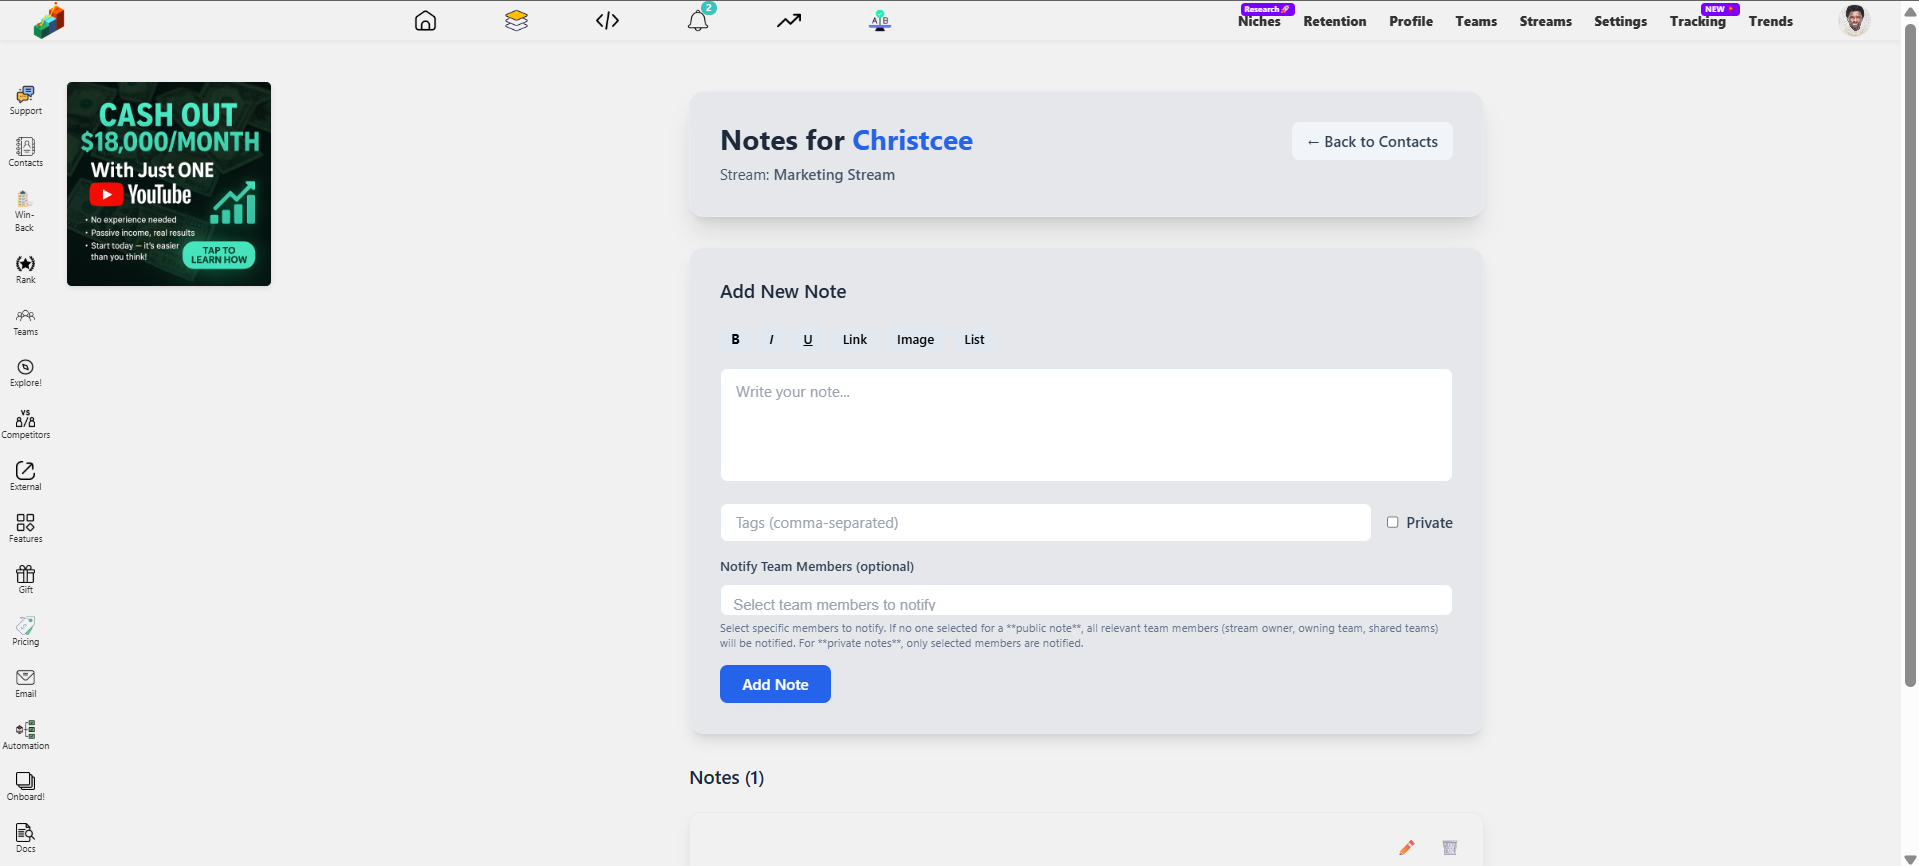 2
A|B
Research🚀
Niches
Retention
Profile
Teams
Streams
Settings
NEW
Tracking
Trends
Support
Contacts
Win-
Back
Rank
Teams
Explore!
VS
Competitors
External
Features
Gift
Pricing
Email
Automation
Onboard!
Docs
CASH OUT
$18,000/MONTH
With Just ONE
YouTube
• No experience needed
• Passive income, real results
• Start today — it's easier
than you think!
TAP TO
LEARN HOW
Notes for Christcee
← Back to Contacts
Stream: Marketing Stream
Add New Note
B I U Link Image List
Write your note...
Tags (comma-separated)
Private
Notify Team Members (optional)
Select team members to notify
Select specific members to notify. If no one selected for a **public note**, all relevant team members (stream owner, owning team, shared teams)
will be notified. For **private notes**, only selected members are notified.
Add Note
Notes (1)